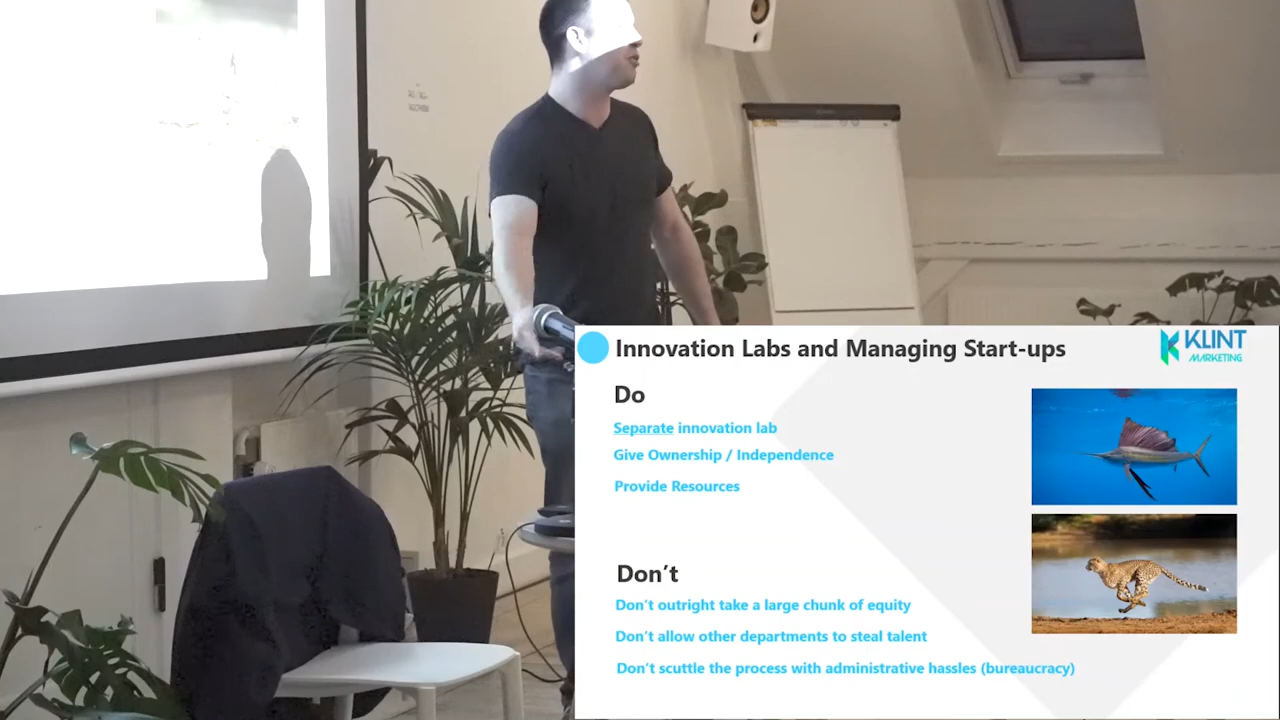 Innovation Labs and Managing Start-ups
KLINT
MARKETING
Do
Separate innovation lab
Give Ownership / Independence
Provide Resources
Don't
Don't outright take a large chunk of equity
Don't allow other departments to steal talent
Don't scuttle the process with administrative hassles (bureaucracy)